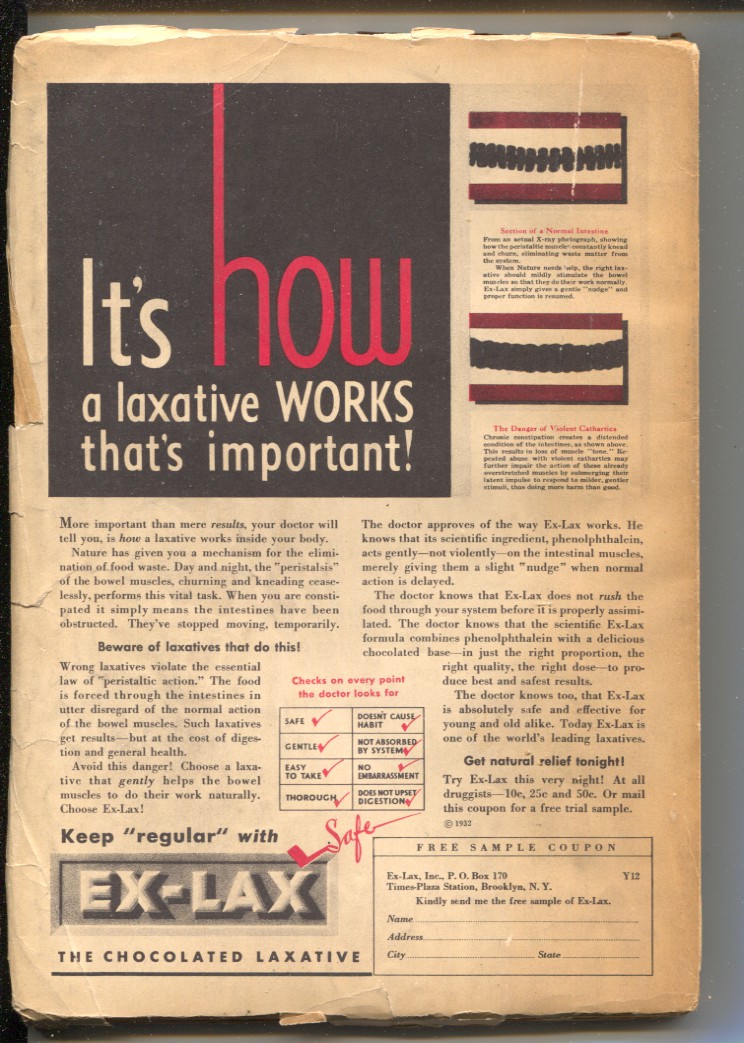 It's how
a laxative WORKS
that's important!
Section of a Normal Intestine
From an actual X-ray photograph, showing
how the peristaltic muscles constantly knead
and churn, eliminating waste matter from
the system.
When Nature needs help, the right lax-
ative should mildly stimulate the bowel
muscles so that they do their work normally.
Ex-Lax simply gives a gentle "nudge" and
proper function is resumed.
The Danger of Violent Cathartics
Chronic constipation creates a distended
condition of the intestines, as shown above.
This results in loss of muscle "tone." Re-
peated abuse with violent cathartics may
further impair the action of these already
overstretched muscles by submerging their
latent impulse to respond to milder, gentler
stimuli, thus doing more harm than good.
More important than mere results, your doctor will
tell you, is how a laxative works inside your body.
Nature has given you a mechanism for the elimi-
nation of food waste. Day and night, the "peristalsis"
of the bowel muscles, churning and kneading cease-
lessly, performs this vital task. When you are consti-
pated it simply means the intestines have been
obstructed. They've stopped moving, temporarily.
Beware of laxatives that do this!
Wrong laxatives violate the essential
law of "peristaltic action." The food
is forced through the intestines in
utter disregard of the normal action
of the bowel muscles. Such laxatives
get results—but at the cost of diges-
tion and general health.
Avoid this danger! Choose a laxa-
tive that gently helps the bowel
muscles to do their work naturally.
Choose Ex-Lax!
Checks on every point
the doctor looks for
SAFE
DOESN'T CAUSE
HABIT
GENTLE
NOT ABSORBED
BY SYSTEM
EASY
TO TAKE
NO
EMBARRASSMENT
THOROUGH
DOES NOT UPSET
DIGESTION
The doctor approves of the way Ex-Lax works. He
knows that its scientific ingredient, phenolphthalein,
acts gently—not violently—on the intestinal muscles,
merely giving them a slight "nudge" when normal
action is delayed.
The doctor knows that Ex-Lax does not rush the
food through your system before it is properly assimi-
lated. The doctor knows that the scientific Ex-Lax
formula combines phenolphthalein with a delicious
chocolated base—in just the right proportion, the
right quality, the right dose—to pro-
duce best and safest results.
The doctor knows too, that Ex-Lax
is absolutely safe and effective for
young and old alike. Today Ex-Lax is
one of the world's leading laxatives.
Get natural relief tonight!
Try Ex-Lax this very night! At all
druggists—10c, 25c and 50c. Or mail
this coupon for a free trial sample.
© 1932
Keep "regular" with
Safe
EX-LAX
THE CHOCOLATED LAXATIVE
FREE SAMPLE COUPON
Ex-Lax, Inc., P. O. Box 170 Y12
Times-Plaza Station, Brooklyn, N. Y.
Kindly send me the free sample of Ex-Lax.
Name
Address
City State